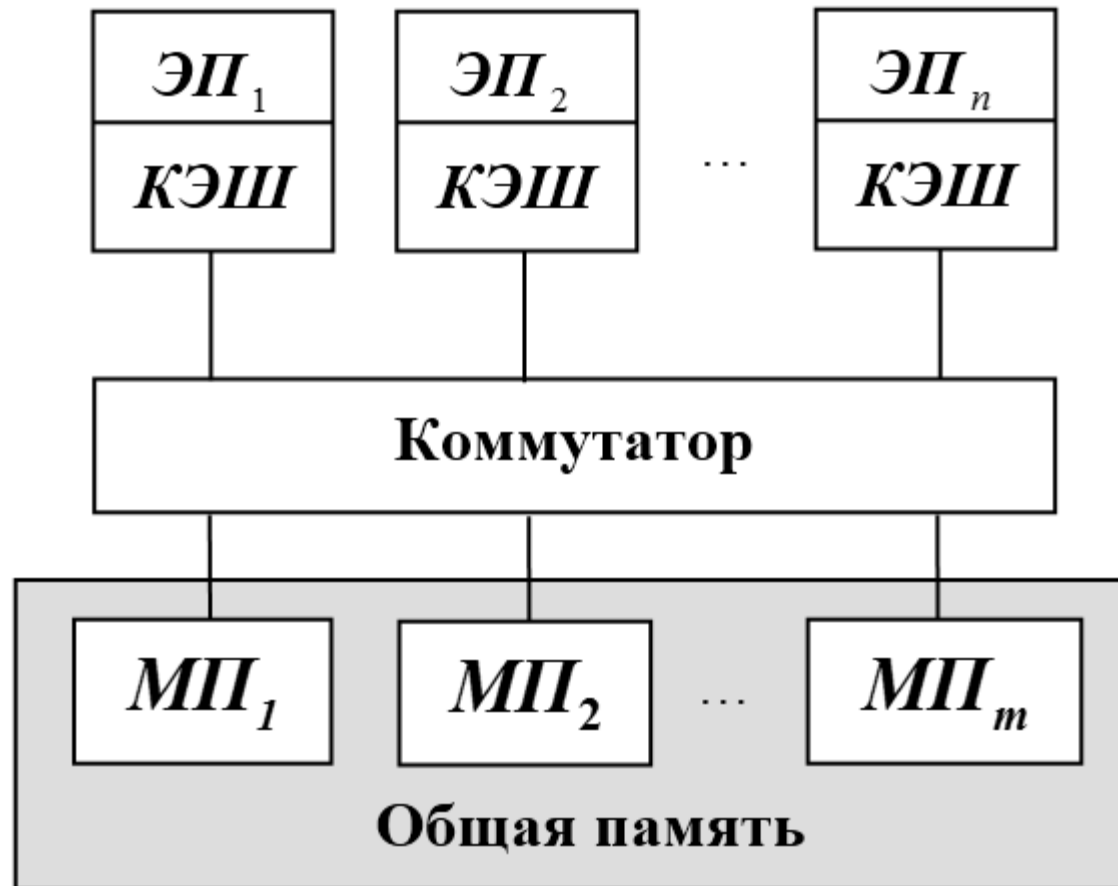 ЭП₁ ЭП₂ ЭПₙ
КЭШ КЭШ ... КЭШ
Коммутатор
МП₁ МП₂ ... МПₘ
Общая память